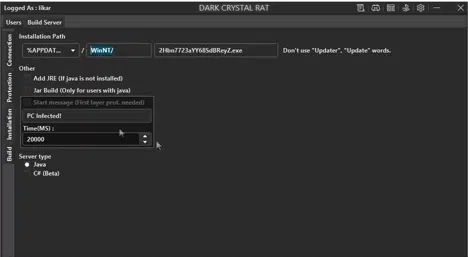 Logged As : likar DARK CRYSTAL RAT
Users Build Server
Installation Path
%APPDAT... / WinNT/ 2Hbm7723aYY68SdBReyZ.exe Don't use "Updater", "Update" words.
Other
Add JRE (If java is not installed)
Jar Build (Only for users with java)
Start message (First layer prot. needed)
PC Infected!
Time(MS) :
20000
Server type
Java
C# (Beta)
Connection
Protection
Installation
Build